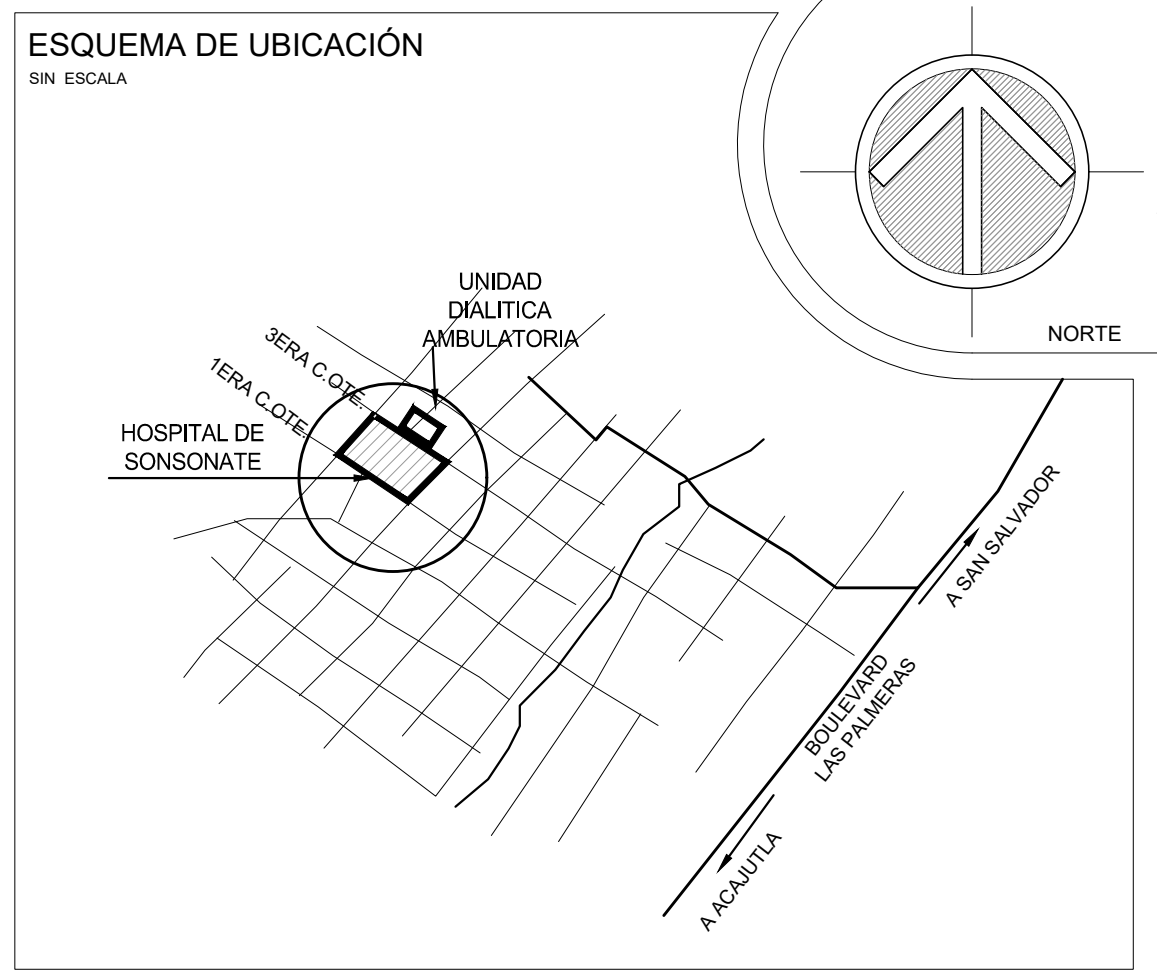 ESQUEMA DE UBICACIÓN
SIN ESCALA
NORTE
UNIDAD
DIALITICA
AMBULATORIA
3ERA C.OTE.
1ERA C.OTE.
HOSPITAL DE
SONSONATE
A SAN SALVADOR
BOULEVARD
LAS PALMERAS
A ACAJUTLA